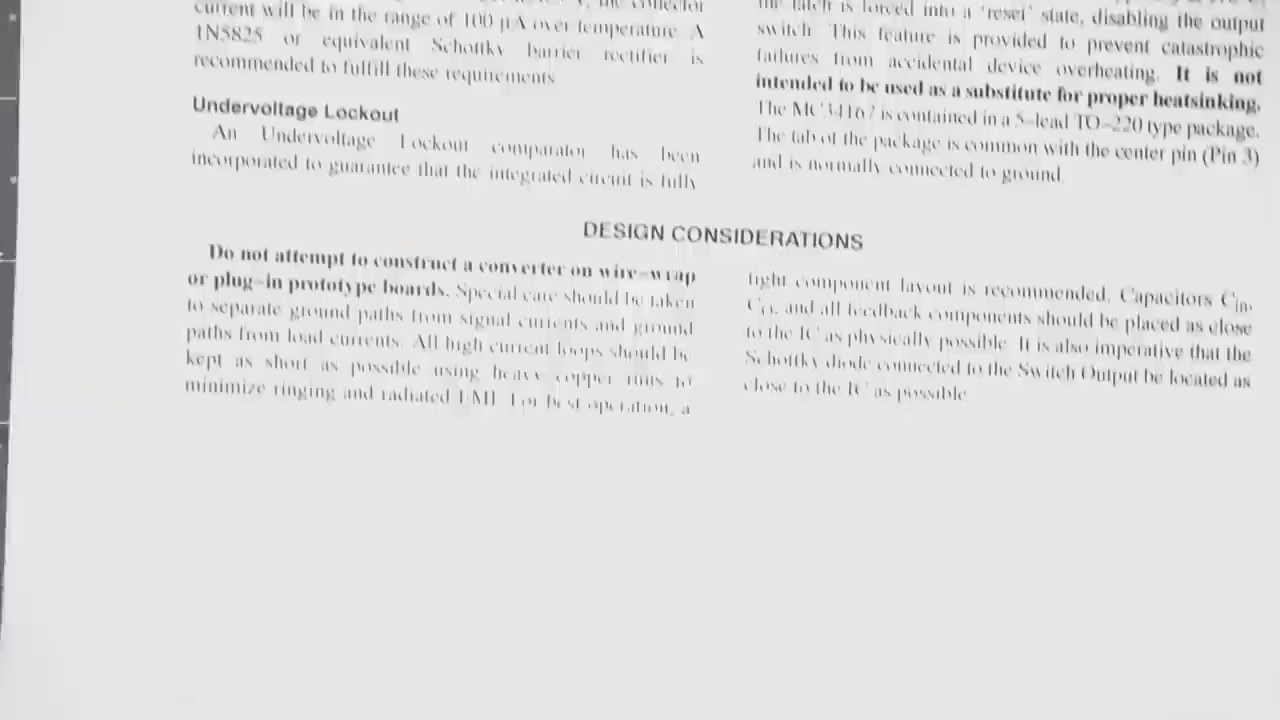 current will be in the range of 100 µA over temperature. A
1N5825 or equivalent Schottky barrier rectifier is
recommended to fulfill these requirements.
Undervoltage Lockout
An Undervoltage Lockout comparator has been
incorporated to guarantee that the integrated circuit is fully
the latch is forced into a ‘reset’ state, disabling the output
switch. This feature is provided to prevent catastrophic
failures from accidental device overheating. It is not
intended to be used as a substitute for proper heatsinking.
The MC34167 is contained in a 5–lead TO–220 type package.
The tab of the package is common with the center pin (Pin 3)
and is normally connected to ground.
DESIGN CONSIDERATIONS
Do not attempt to construct a converter on wire–wrap
or plug–in prototype boards. Special care should be taken
to separate ground paths from signal currents and ground
paths from load currents. All high current loops should be
kept as short as possible using heavy copper runs to
minimize ringing and radiated EMI. For best operation, a
tight component layout is recommended. Capacitors Cin,
CO, and all feedback components should be placed as close
to the IC as physically possible. It is also imperative that the
Schottky diode connected to the Switch Output be located as
close to the IC as possible.